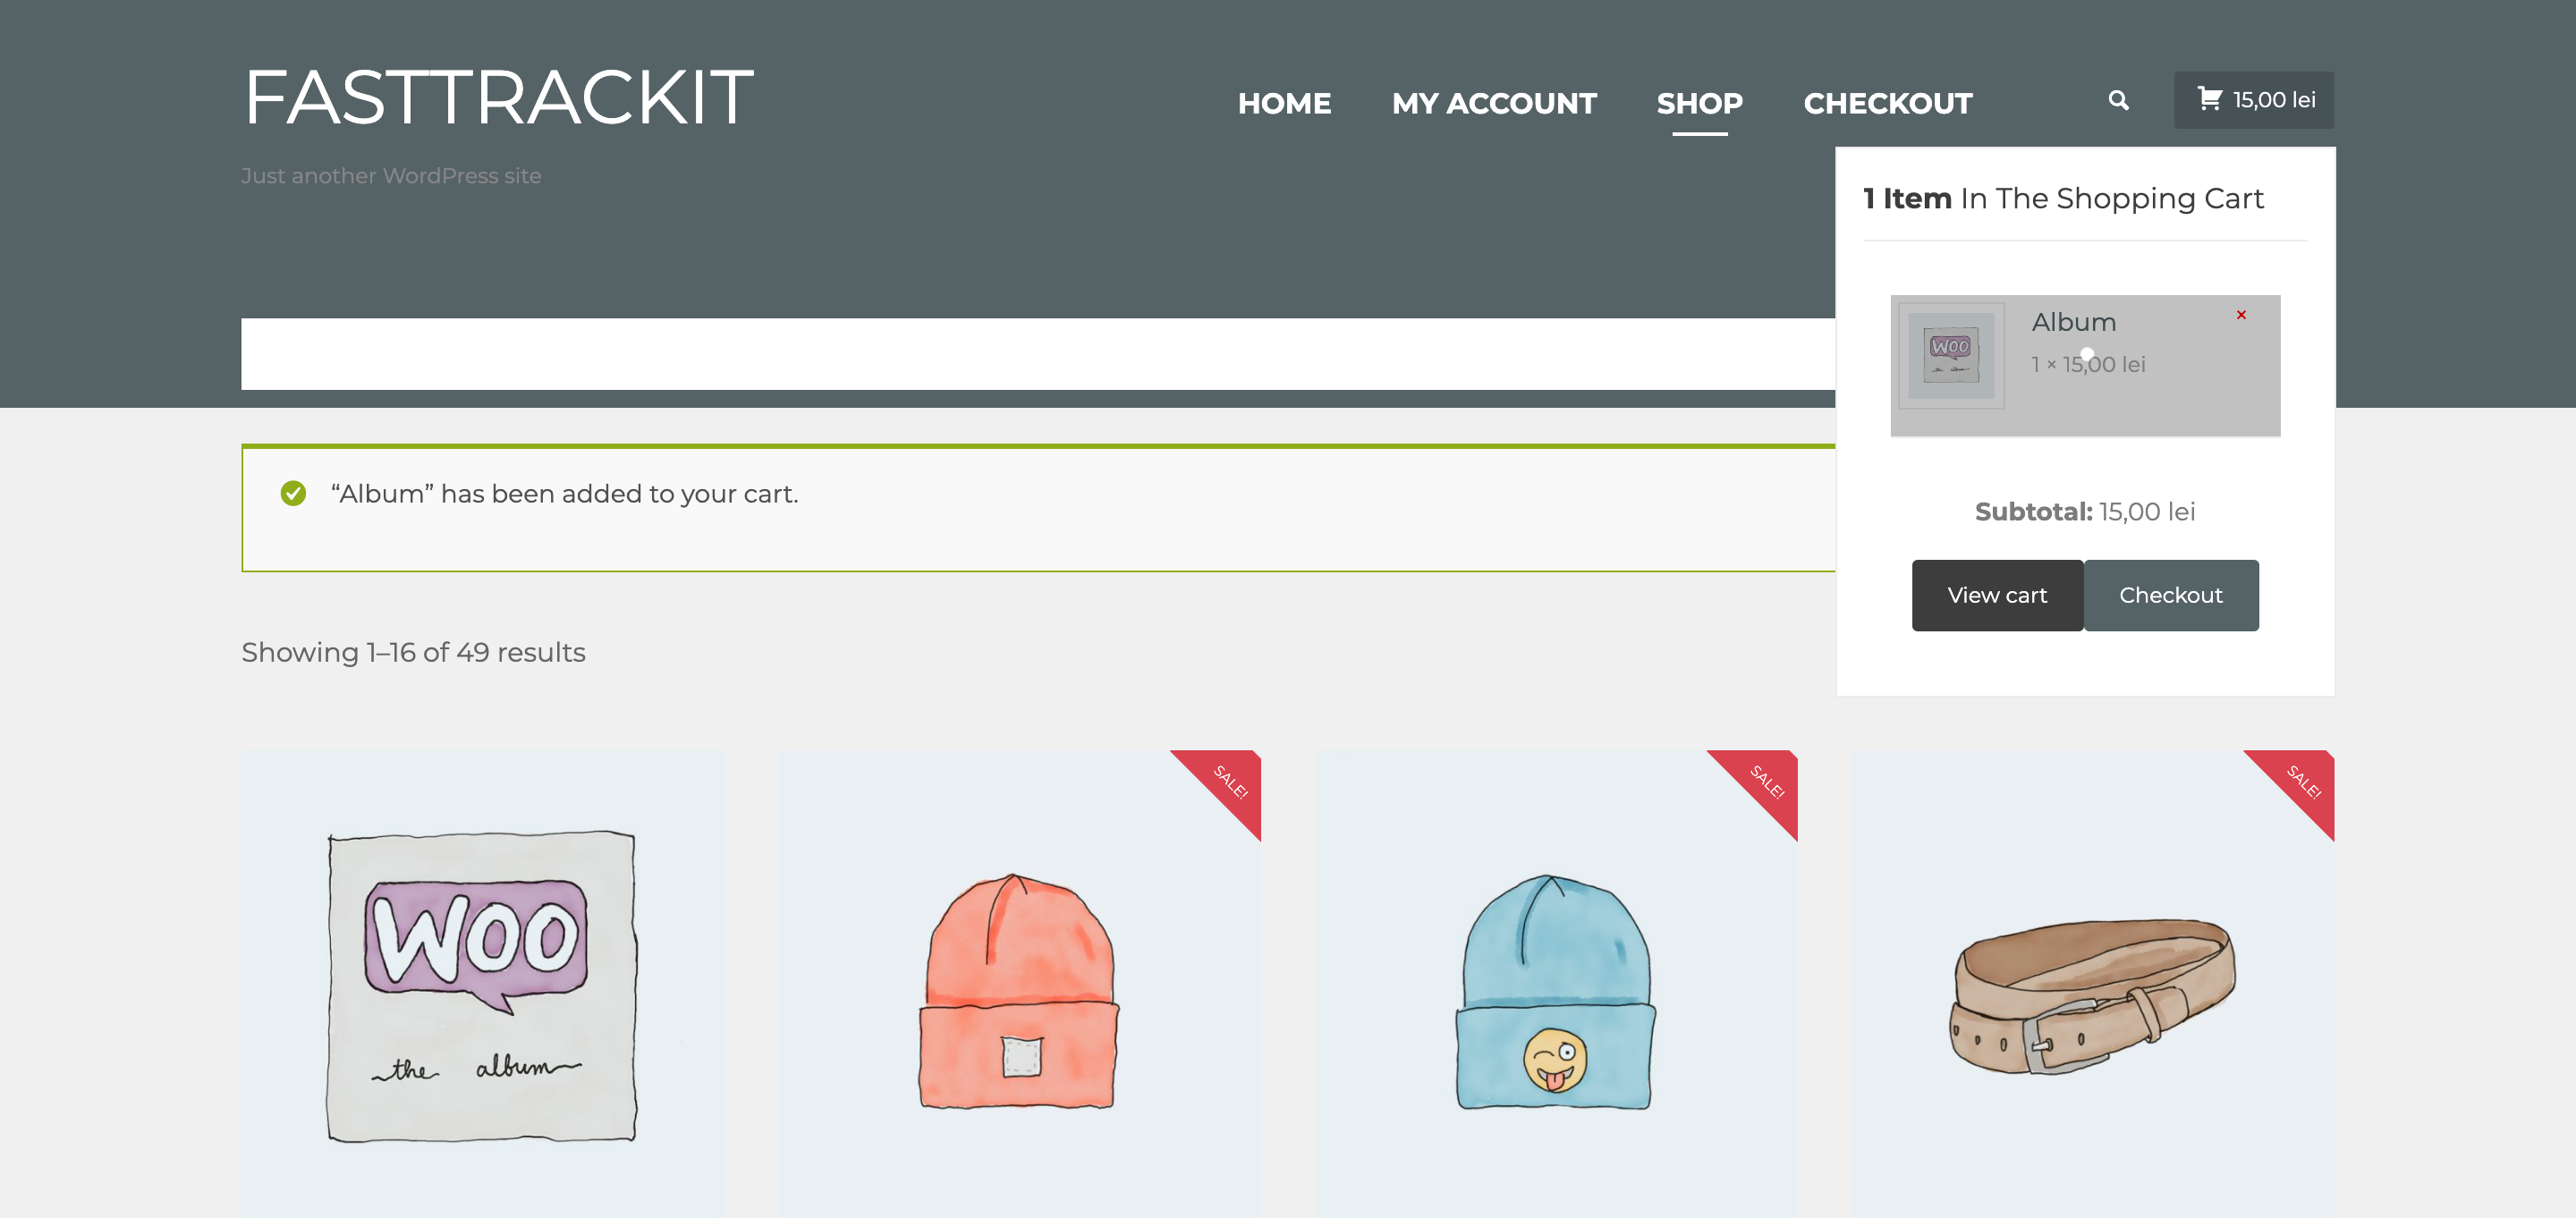 FASTTRACKIT
Just another WordPress site
HOME MY ACCOUNT SHOP CHECKOUT 15,00 lei
1 Item In The Shopping Cart
WOO
the album
Album ×
1 × 15,00 lei
Subtotal: 15,00 lei
View cart Checkout
“Album” has been added to your cart.
Showing 1–16 of 49 results
WOO
the album
SALE!
SALE!
SALE!